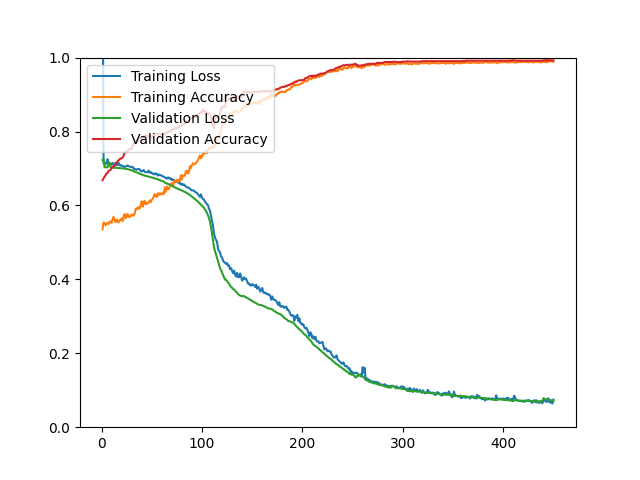 1.0
0.8
0.6
0.4
0.2
0.0
Training Loss
Training Accuracy
Validation Loss
Validation Accuracy
0 100 200 300 400